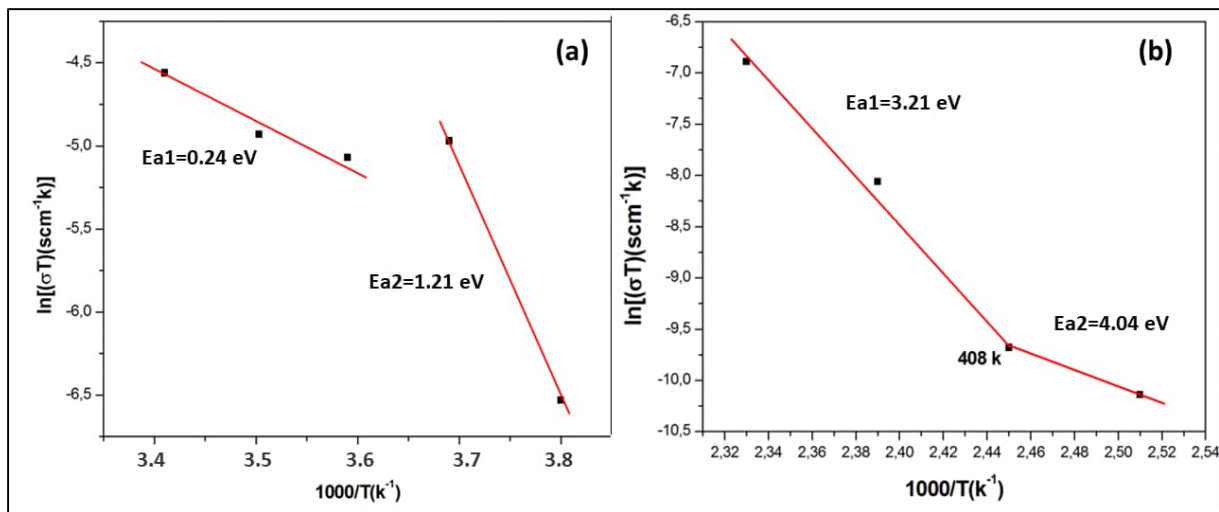 (a)
-4,5
-5,0
-5,5
-6,0
-6,5
ln[(σT)(scm⁻¹k)]
Ea1=0.24 eV
Ea2=1.21 eV
3.4 3.5 3.6 3.7 3.8
1000/T(k⁻¹)
(b)
-6,5
-7,0
-7,5
-8,0
-8,5
-9,0
-9,5
-10,0
-10,5
ln[(σT)(scm⁻¹k)]
Ea1=3.21 eV
Ea2=4.04 eV
408 k
2,32 2,34 2,36 2,38 2,40 2,42 2,44 2,46 2,48 2,50 2,52 2,54
1000/T(k⁻¹)